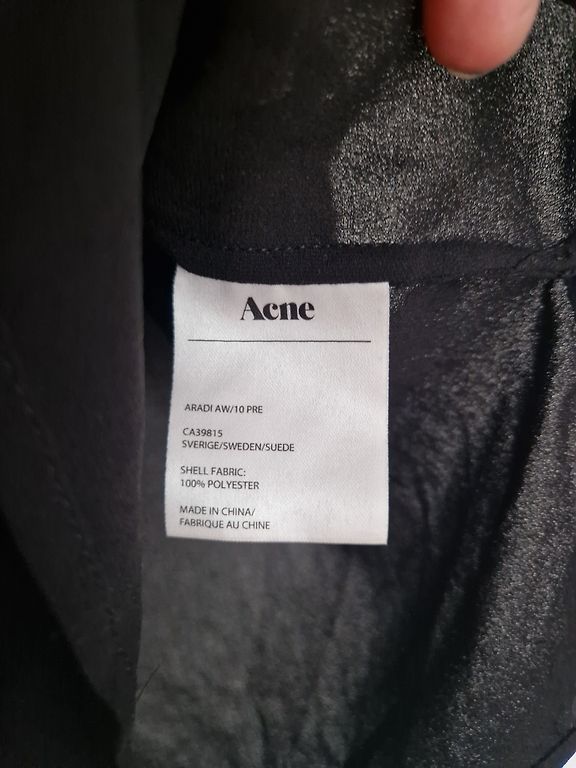 Acne
ARADI AW/10 PRE
CA39815
SVERIGE/SWEDEN/SUEDE
SHELL FABRIC:
100% POLYESTER
MADE IN CHINA/
FABRIQUE AU CHINE